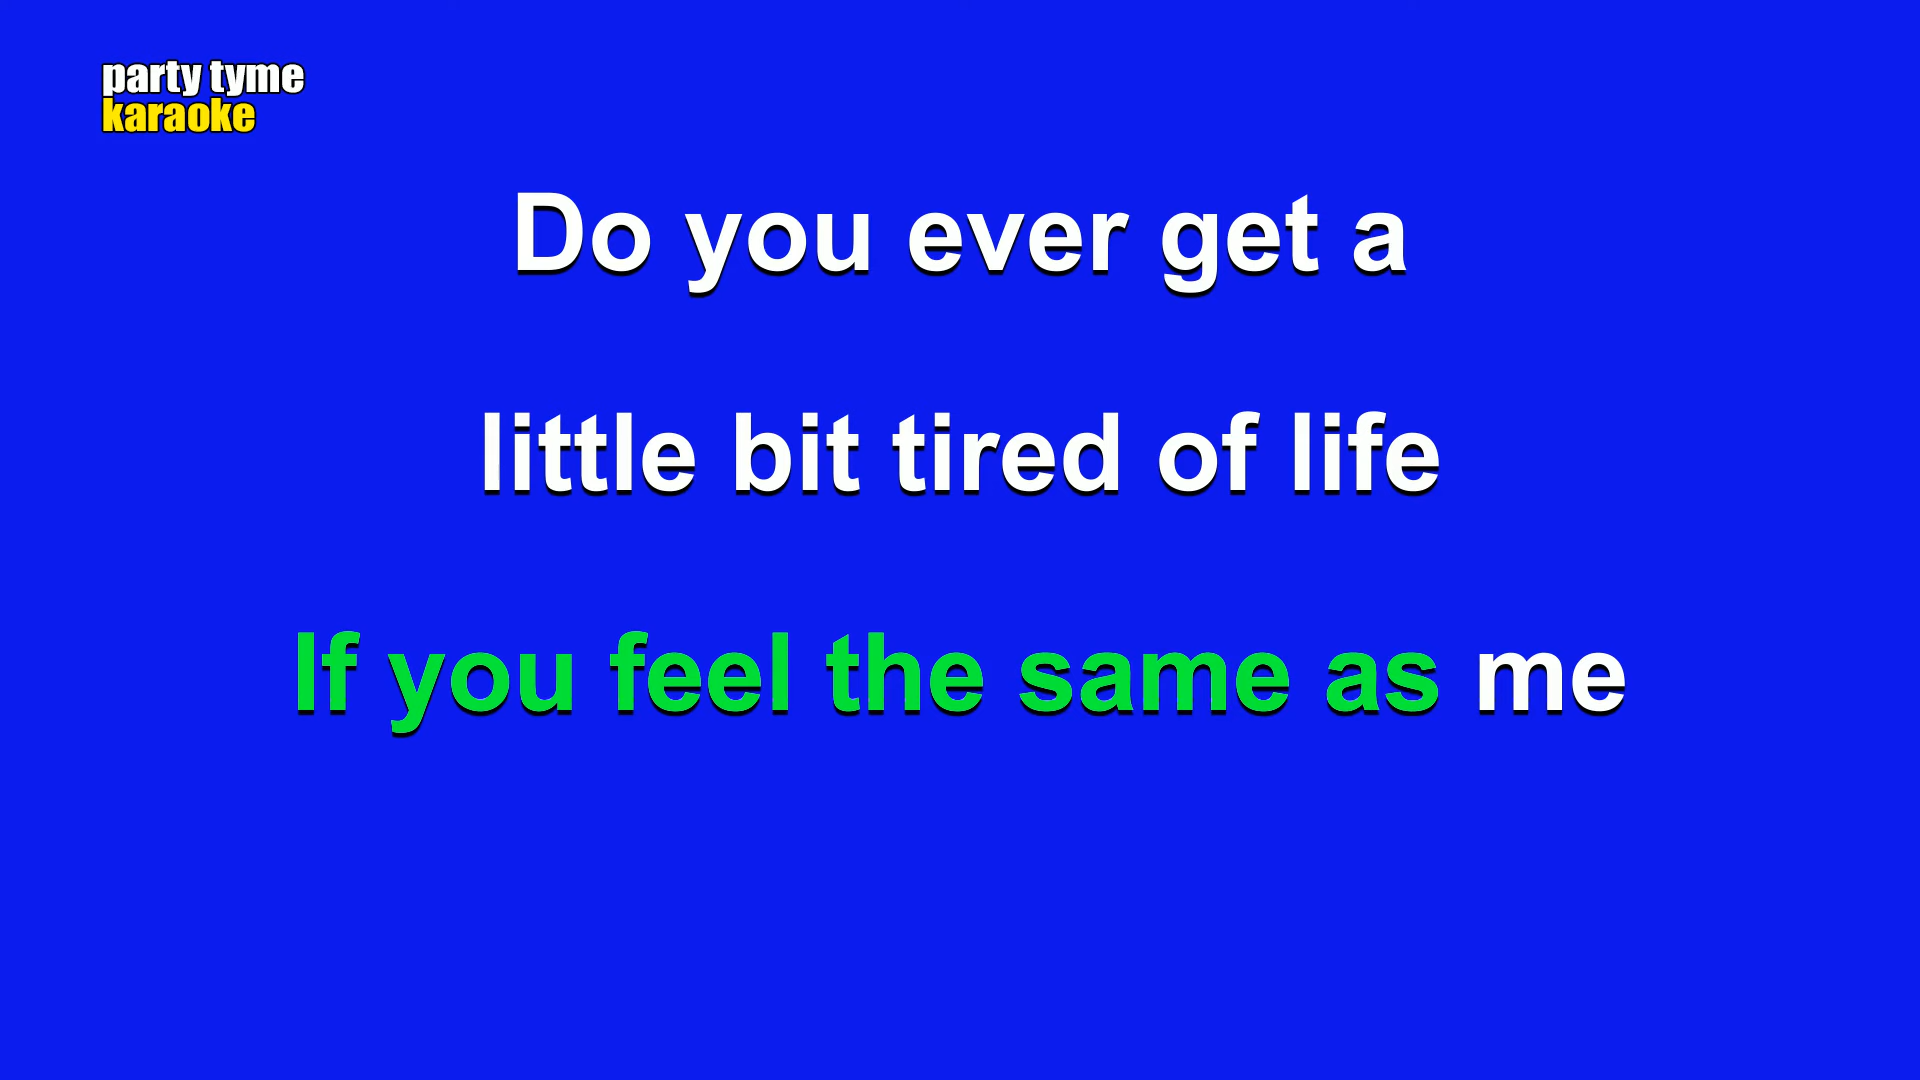 party tyme
karaoke
Do you ever get a
little bit tired of life
If you feel the same as me